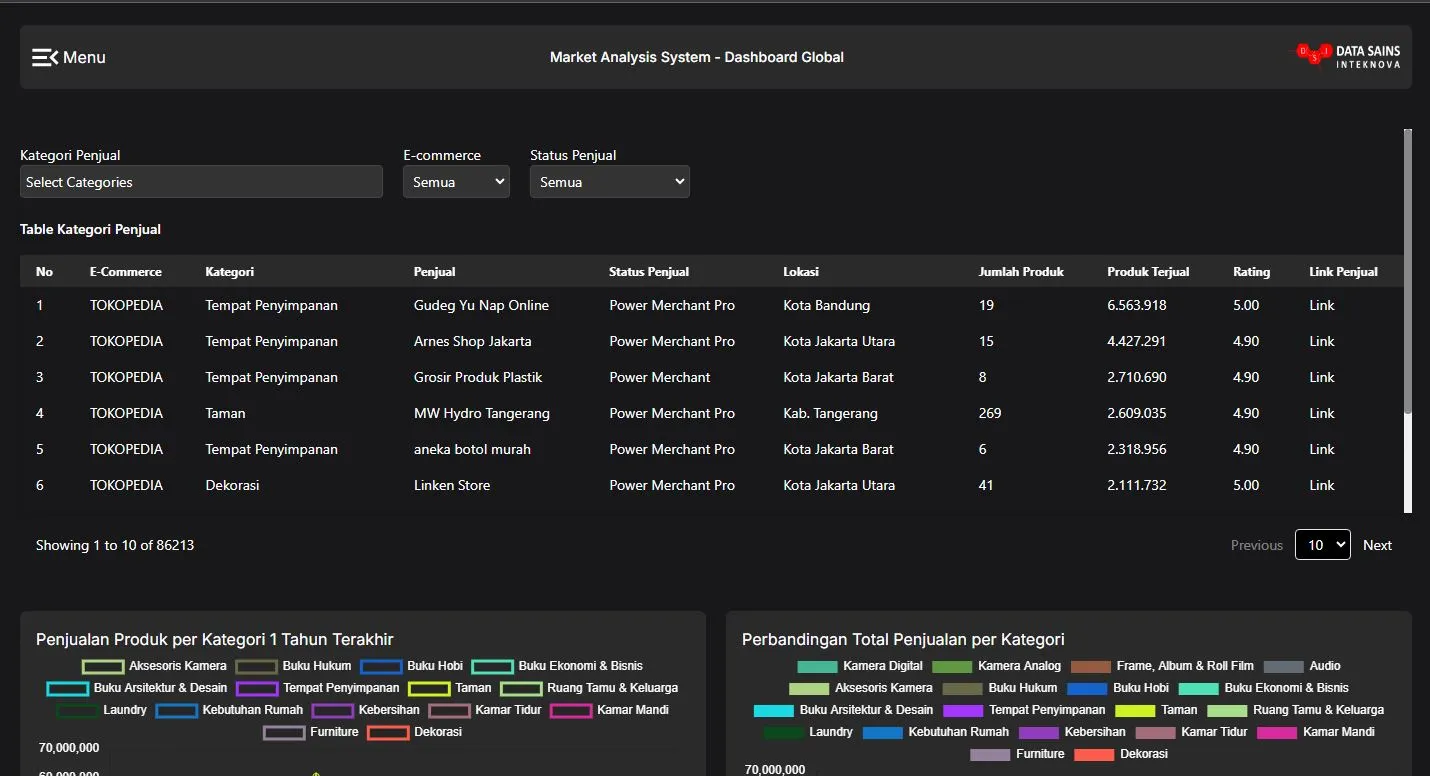 Menu
Market Analysis System - Dashboard Global
D S I DATA SAINS
INTEKNOVA
Kategori Penjual E-commerce Status Penjual
Select Categories Semua Semua
Table Kategori Penjual
No E-Commerce Kategori Penjual Status Penjual Lokasi Jumlah Produk Produk Terjual Rating Link Penjual
1 TOKOPEDIA Tempat Penyimpanan Gudeg Yu Nap Online Power Merchant Pro Kota Bandung 19 6.563.918 5.00 Link
2 TOKOPEDIA Tempat Penyimpanan Arnes Shop Jakarta Power Merchant Pro Kota Jakarta Utara 15 4.427.291 4.90 Link
3 TOKOPEDIA Tempat Penyimpanan Grosir Produk Plastik Power Merchant Kota Jakarta Barat 8 2.710.690 4.90 Link
4 TOKOPEDIA Taman MW Hydro Tangerang Power Merchant Pro Kab. Tangerang 269 2.609.035 4.90 Link
5 TOKOPEDIA Tempat Penyimpanan aneka botol murah Power Merchant Pro Kota Jakarta Barat 6 2.318.956 4.90 Link
6 TOKOPEDIA Dekorasi Linken Store Power Merchant Pro Kota Jakarta Utara 41 2.111.732 5.00 Link
Showing 1 to 10 of 86213 Previous 10 Next
Penjualan Produk per Kategori 1 Tahun Terakhir
Aksesoris Kamera Buku Hukum Buku Hobi Buku Ekonomi & Bisnis
Buku Arsitektur & Desain Tempat Penyimpanan Taman Ruang Tamu & Keluarga
Laundry Kebutuhan Rumah Kebersihan Kamar Tidur Kamar Mandi
Furniture Dekorasi
70,000,000
60,000,000
Perbandingan Total Penjualan per Kategori
Kamera Digital Kamera Analog Frame, Album & Roll Film Audio
Aksesoris Kamera Buku Hukum Buku Hobi Buku Ekonomi & Bisnis
Buku Arsitektur & Desain Tempat Penyimpanan Taman Ruang Tamu & Keluarga
Laundry Kebutuhan Rumah Kebersihan Kamar Tidur Kamar Mandi
Furniture Dekorasi
70,000,000